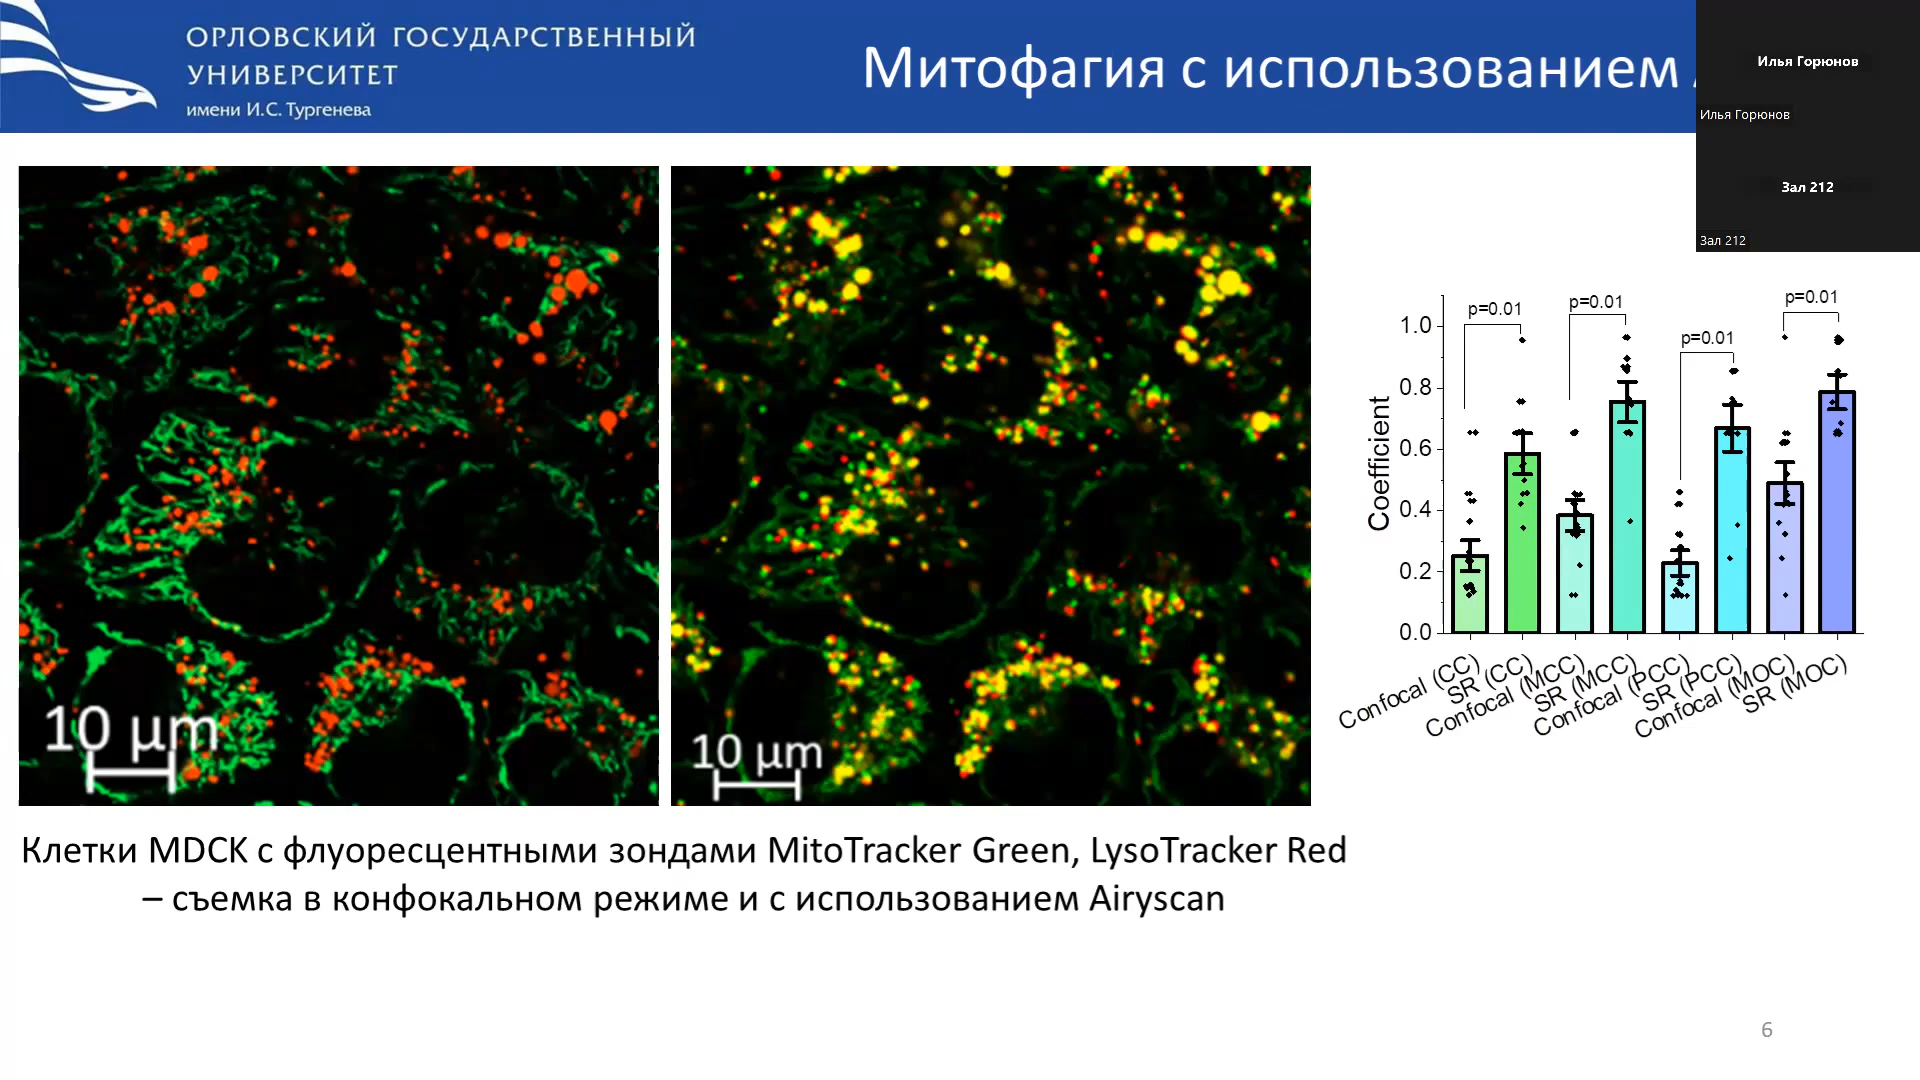 ОРЛОВСКИЙ ГОСУДАРСТВЕННЫЙ
УНИВЕРСИТЕТ
имени И.С. Тургенева
Митофагия с использованием
Илья Горюнов
Илья Горюнов
Зал 212
Зал 212
10 µm
10 µm
p=0.01
p=0.01
p=0.01
p=0.01
Coefficient
1.0
0.8
0.6
0.4
0.2
0.0
Confocal (CC)
SR (CC)
Confocal (MCC)
SR (MCC)
Confocal (PCC)
SR (PCC)
Confocal (MOC)
SR (MOC)
Клетки MDCK с флуоресцентными зондами MitoTracker Green, LysoTracker Red
– съемка в конфокальном режиме и с использованием Airyscan
6